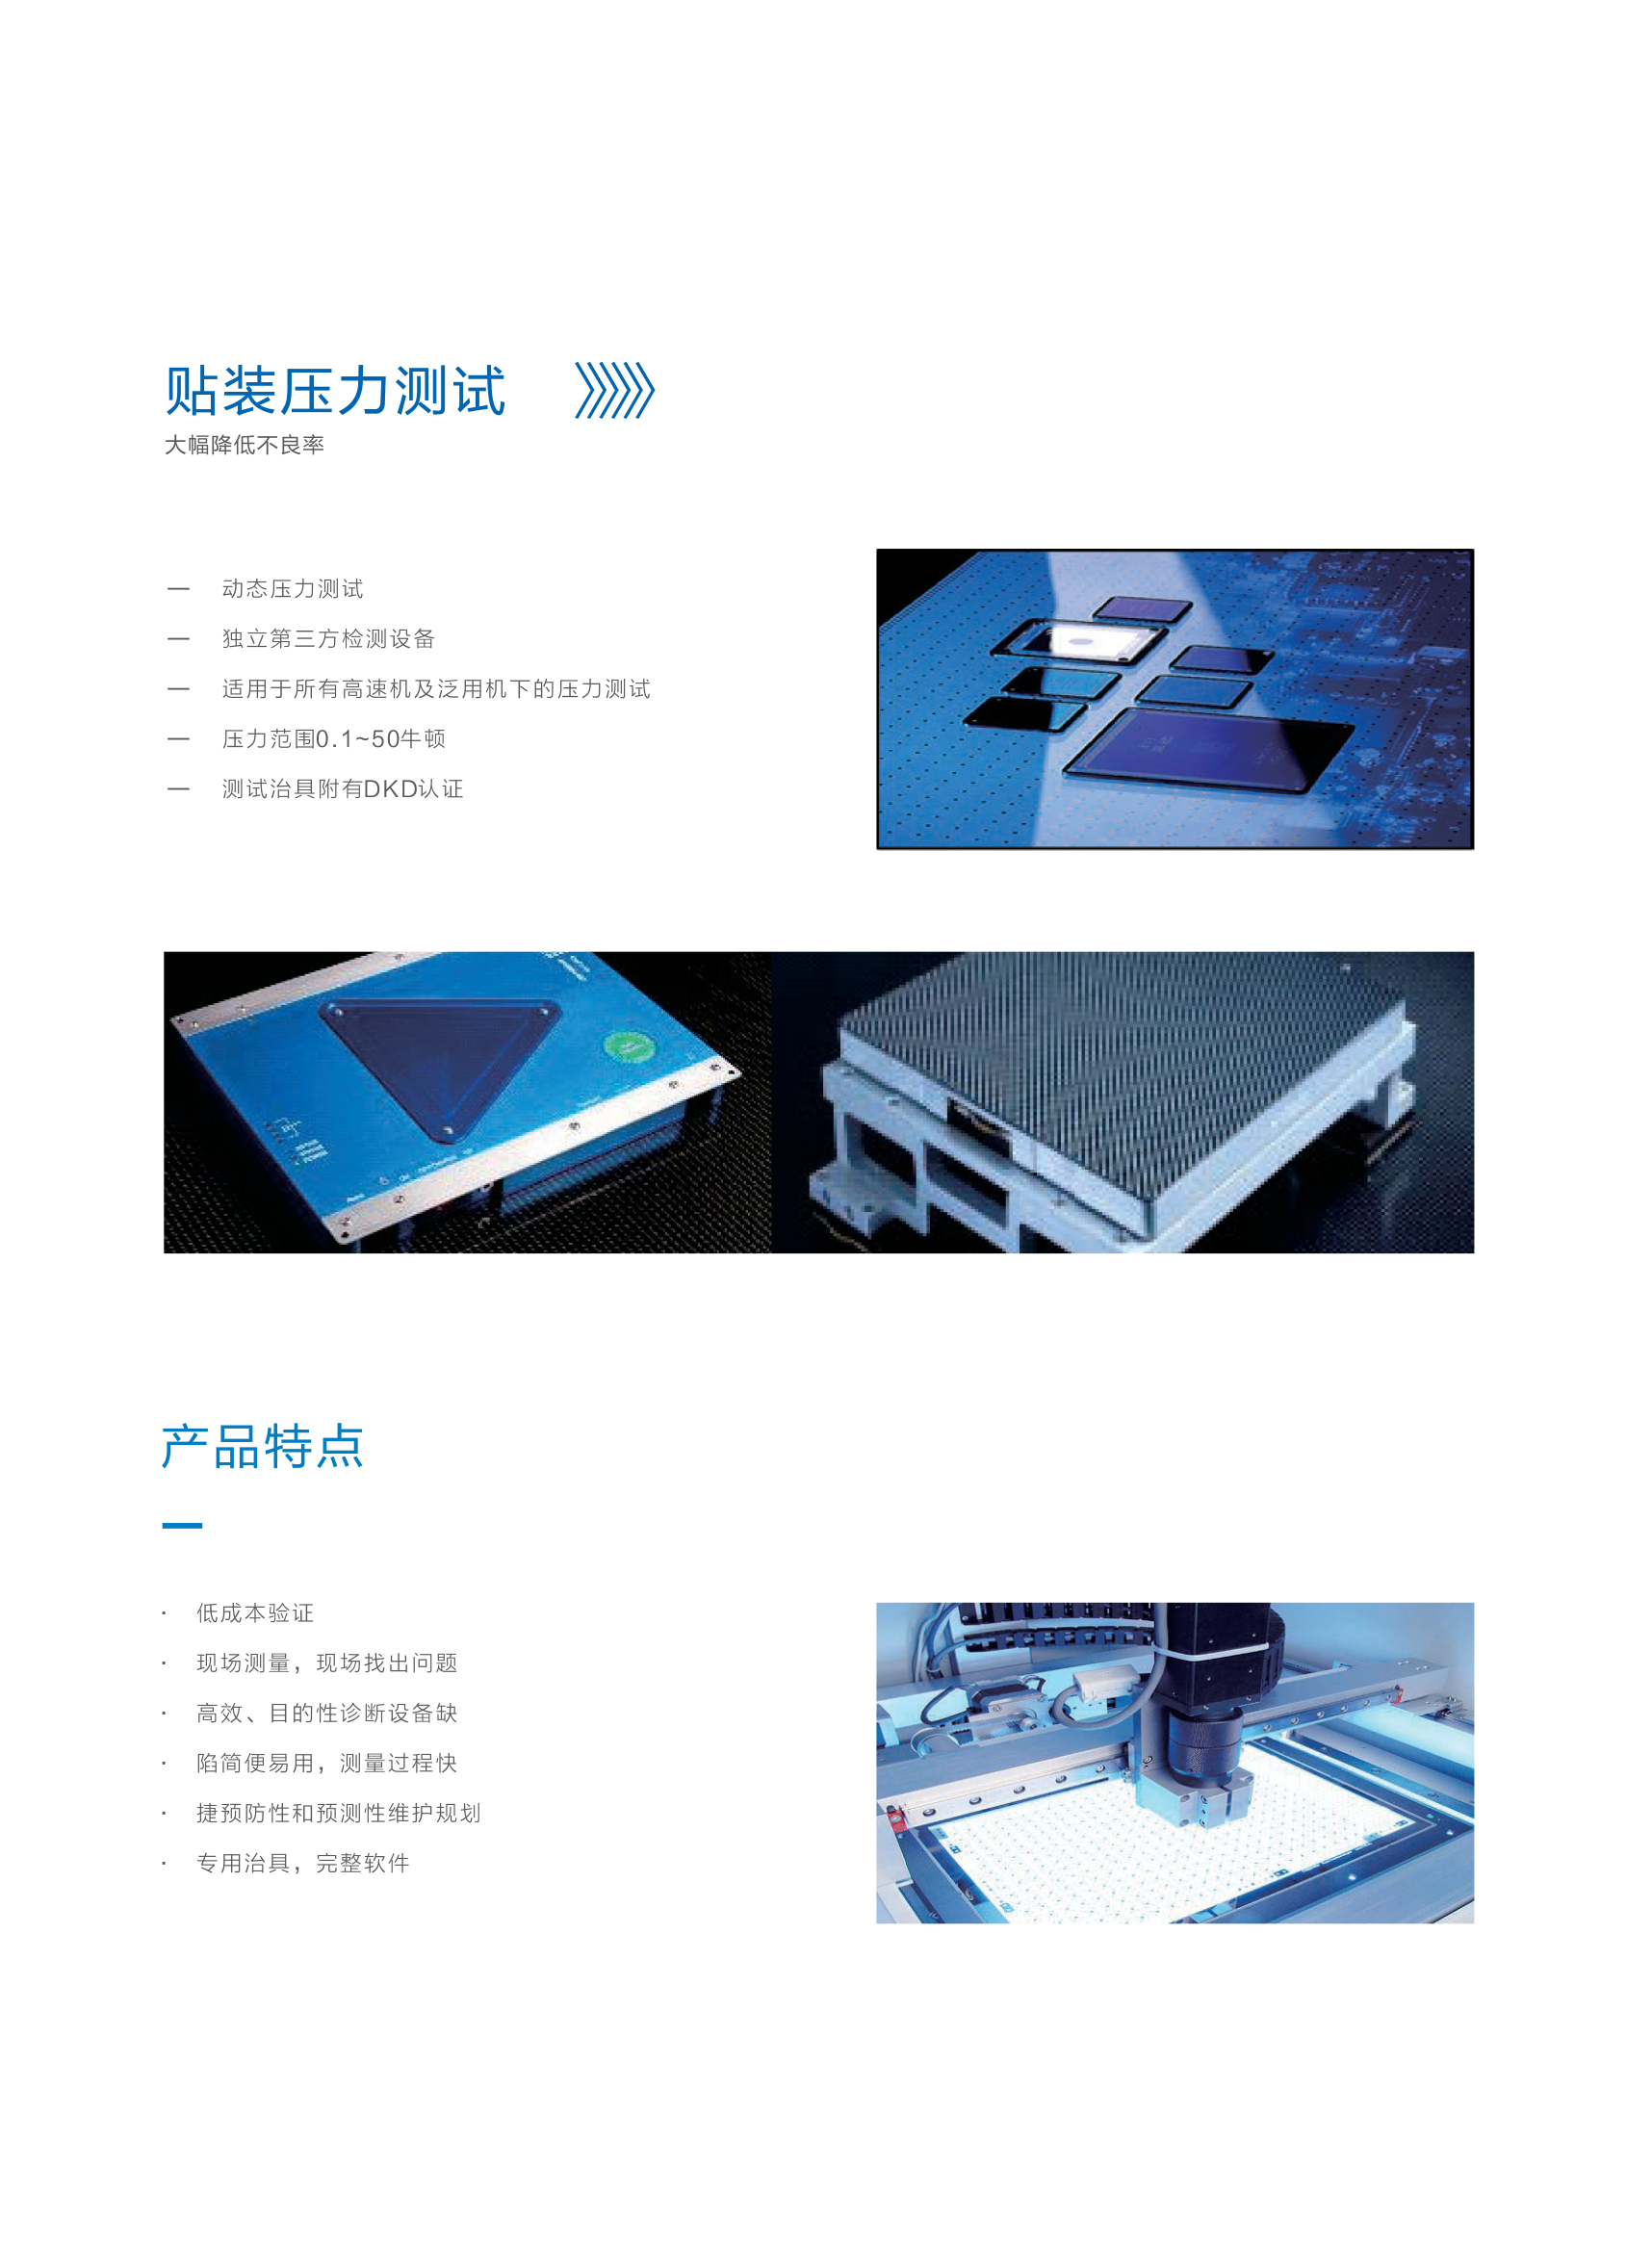 贴装压力测试
大幅降低不良率
— 动态压力测试
— 独立第三方检测设备
— 适用于所有高速机及泛用机下的压力测试
— 压力范围0.1~50牛顿
— 测试治具附有DKD认证
产品特点
· 低成本验证
· 现场测量，现场找出问题
· 高效、目的性诊断设备缺
· 陷简便易用，测量过程快
· 捷预防性和预测性维护规划
· 专用治具，完整软件